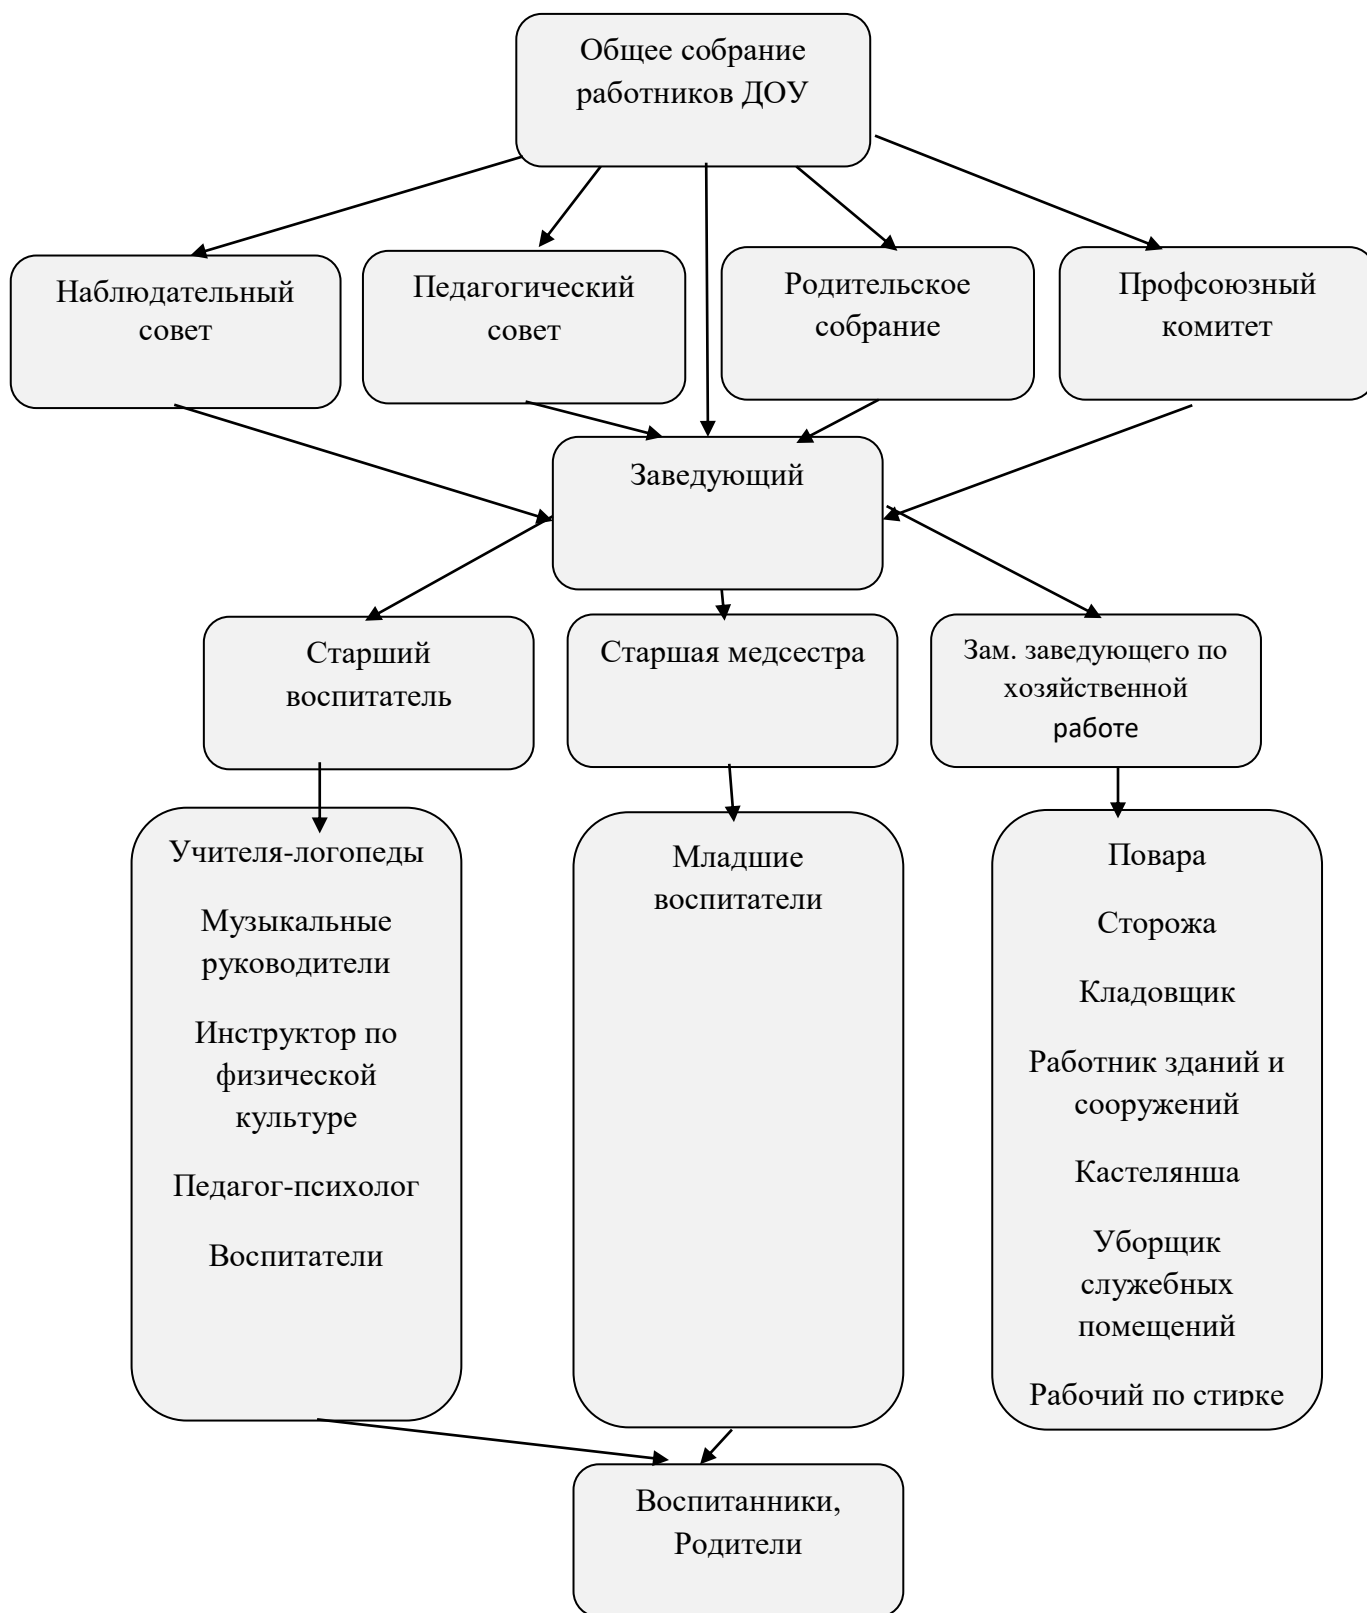 Общее собрание
работников ДОУ
Наблюдательный
совет
Педагогический
совет
Родительское
собрание
Профсоюзный
комитет
Заведующий
Старший
воспитатель
Старшая медсестра
Зам. заведующего по
хозяйственной
работе
Учителя-логопеды
Музыкальные
руководители
Инструктор по
физической
культуре
Педагог-психолог
Воспитатели
Младшие
воспитатели
Повара
Сторожа
Кладовщик
Работник зданий и
сооружений
Кастелянша
Уборщик
служебных
помещений
Рабочий по стирке
Воспитанники,
Родители